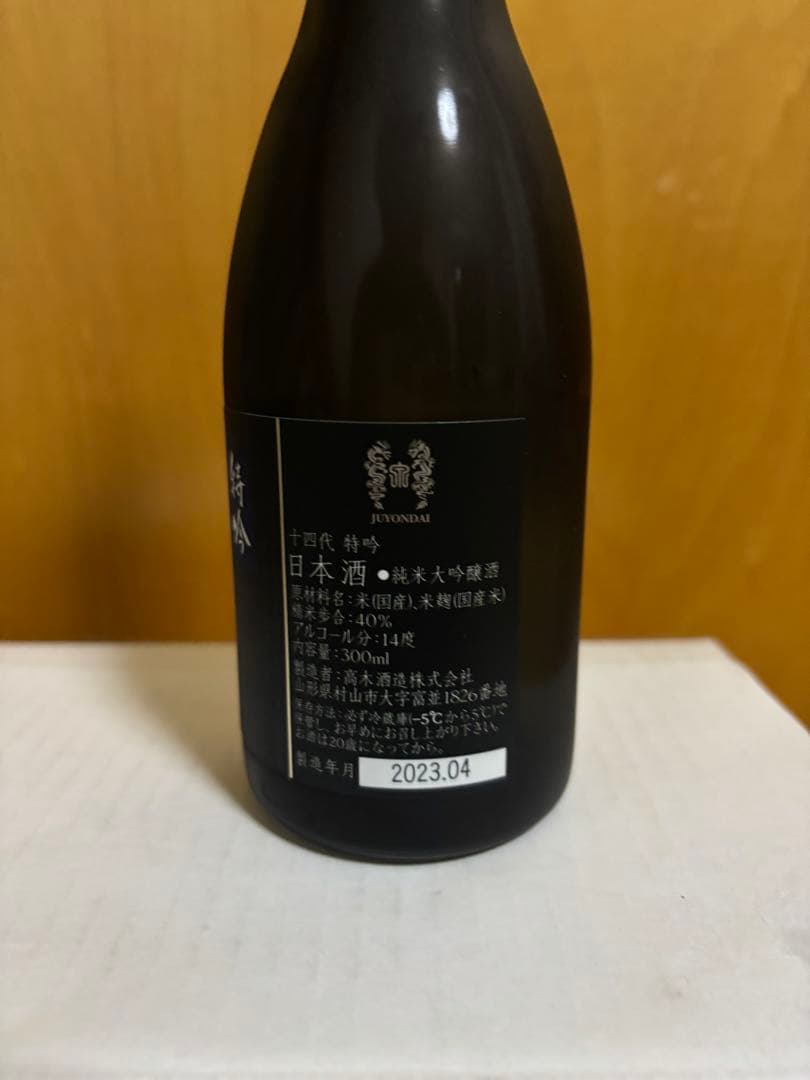 特吟
JUYONDAI
十四代 特吟
日本酒 ●純米大吟醸酒
原材料名:米(国産)、米麹(国産米)
精米歩合:40%
アルコール分:14度
内容量:300ml
製造者:高木酒造株式会社
山形県村山市大字富並1826番地
保存方法:必ず冷蔵庫(−5℃から5℃)で
保管し、お早めにお召し上がり下さい。
お酒は20歳になってから。
製造年月 2023.04